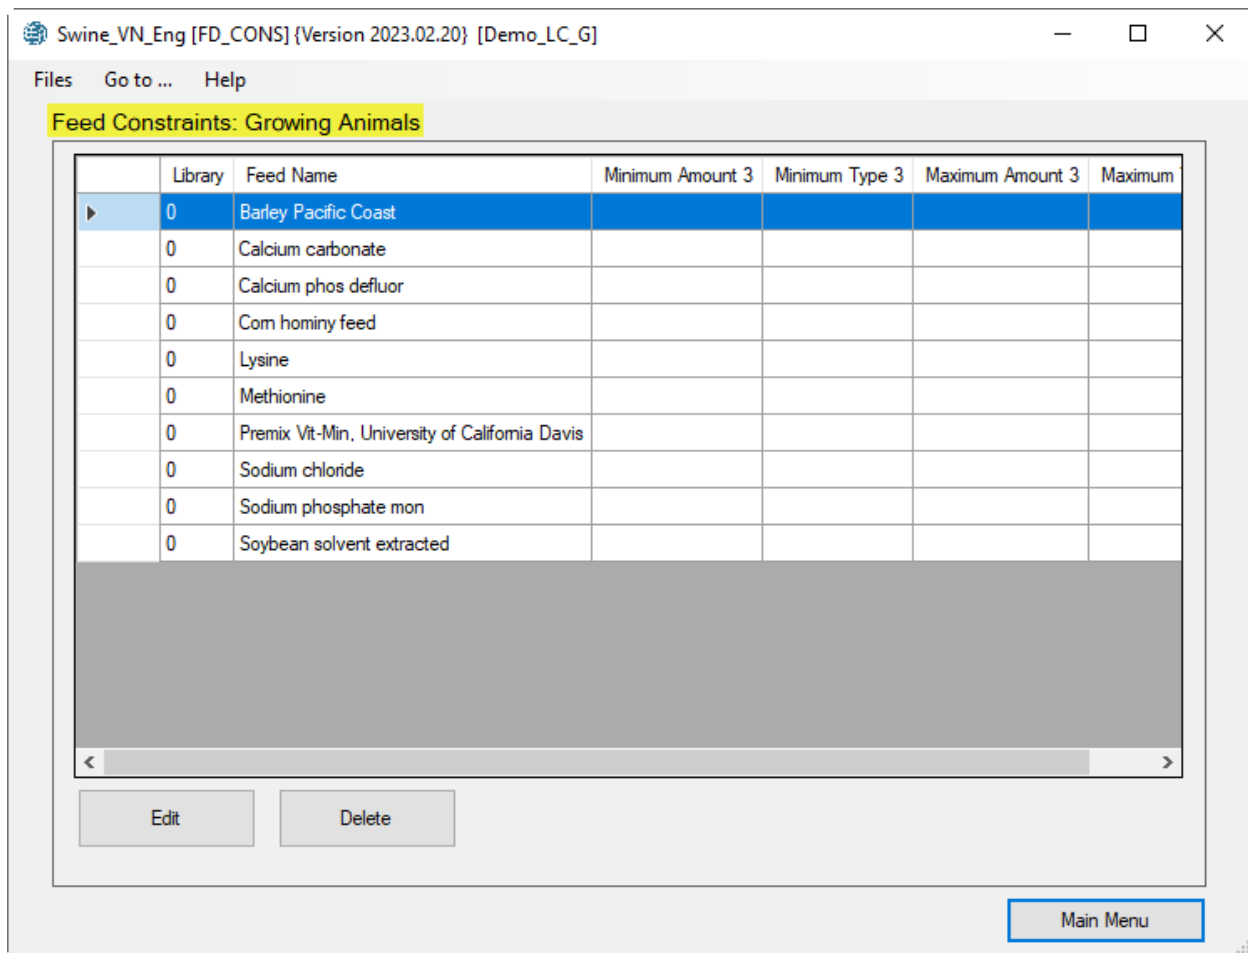 Swine_VN_Eng [FD_CONS] {Version 2023.02.20} [Demo_LC_G]
Files Go to ... Help
Feed Constraints: Growing Animals
Library Feed Name Minimum Amount 3 Minimum Type 3 Maximum Amount 3 Maximum
0 Barley Pacific Coast
0 Calcium carbonate
0 Calcium phos defluor
0 Corn hominy feed
0 Lysine
0 Methionine
0 Premix Vit-Min, University of California Davis
0 Sodium chloride
0 Sodium phosphate mon
0 Soybean solvent extracted
Edit Delete
Main Menu